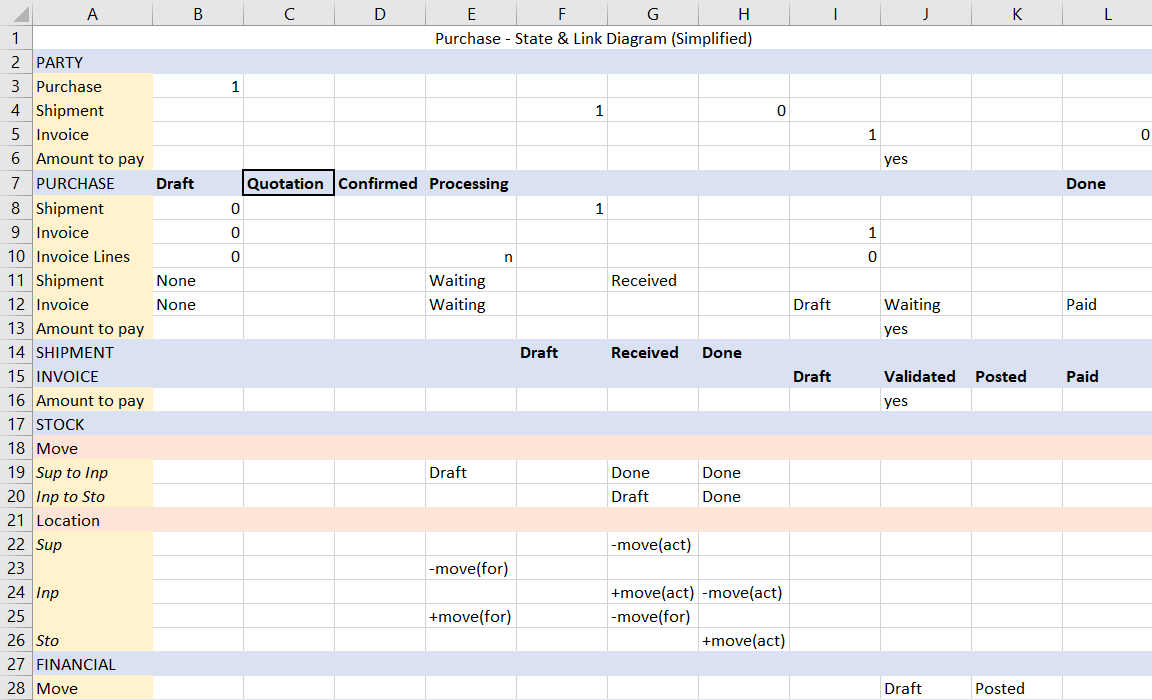 A B C D E F G H I J K L
1 Purchase - State & Link Diagram (Simplified)
2 PARTY
3 Purchase 1
4 Shipment 1 0
5 Invoice 1 0
6 Amount to pay yes
7 PURCHASE Draft Quotation Confirmed Processing Done
8 Shipment 0 1
9 Invoice 0 1
10 Invoice Lines 0 n 0
11 Shipment None Waiting Received
12 Invoice None Waiting Draft Waiting Paid
13 Amount to pay yes
14 SHIPMENT Draft Received Done
15 INVOICE Draft Validated Posted Paid
16 Amount to pay yes
17 STOCK
18 Move
19 Sup to Inp Draft Done Done
20 Inp to Sto Draft Done
21 Location
22 Sup -move(act)
23 -move(for)
24 Inp +move(act) -move(act)
25 +move(for) -move(for)
26 Sto +move(act)
27 FINANCIAL
28 Move Draft Posted